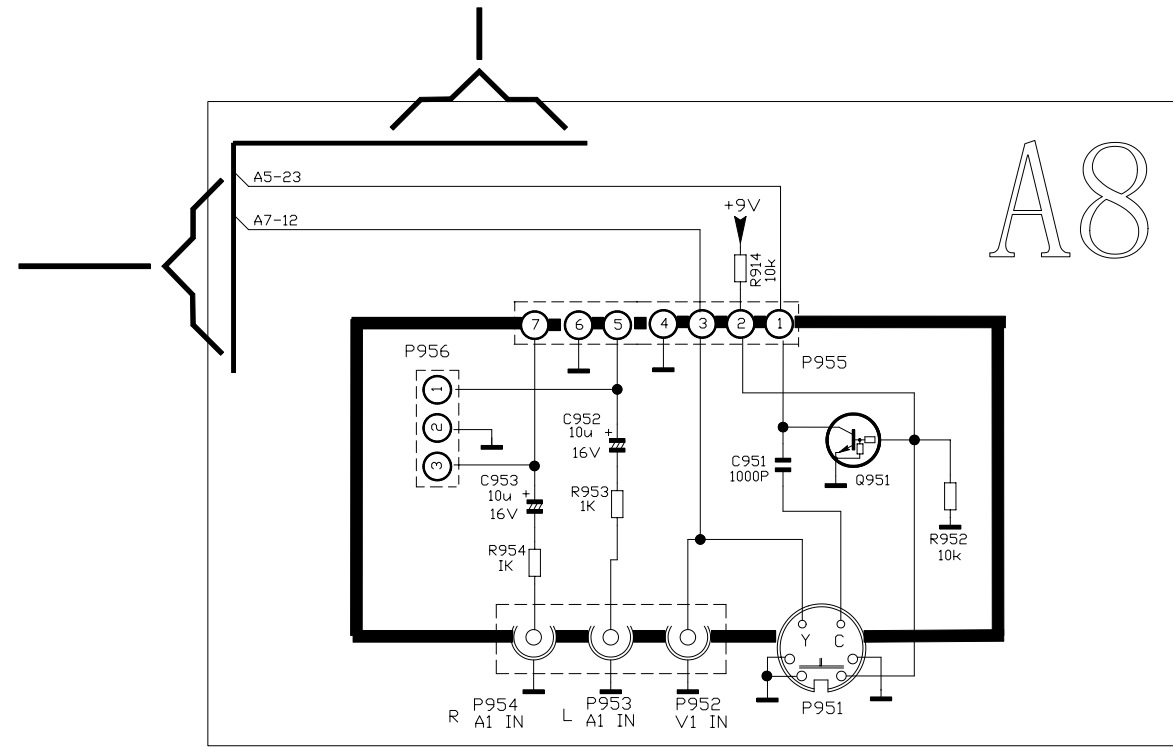 A8
A5-23
A7-12
+9V
R914
10k
7 6 5 4 3 2 1
P956
P955
1
2
3
C952
10u +
16V
C953
10u +
16V
R953
1K
R954
IK
C951
1000P
Q951
R952
10k
Y C
R
P954
A1 IN
L
P953
A1 IN
P952
V1 IN
P951